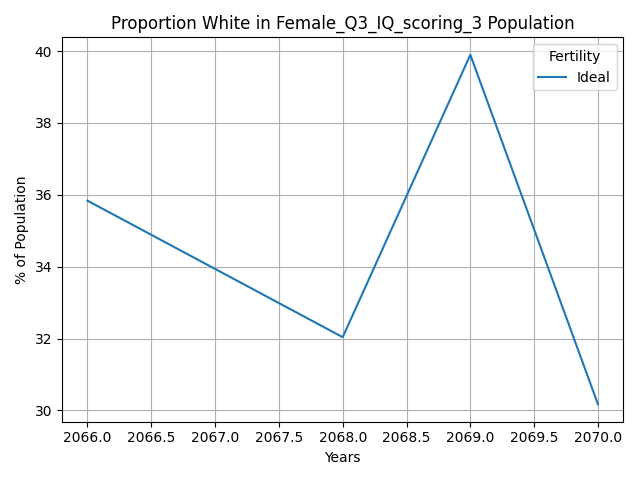 Proportion White in Female_Q3_IQ_scoring_3 Population
Fertility
Ideal
% of Population
40
38
36
34
32
30
2066.0 2066.5 2067.0 2067.5 2068.0 2068.5 2069.0 2069.5 2070.0
Years